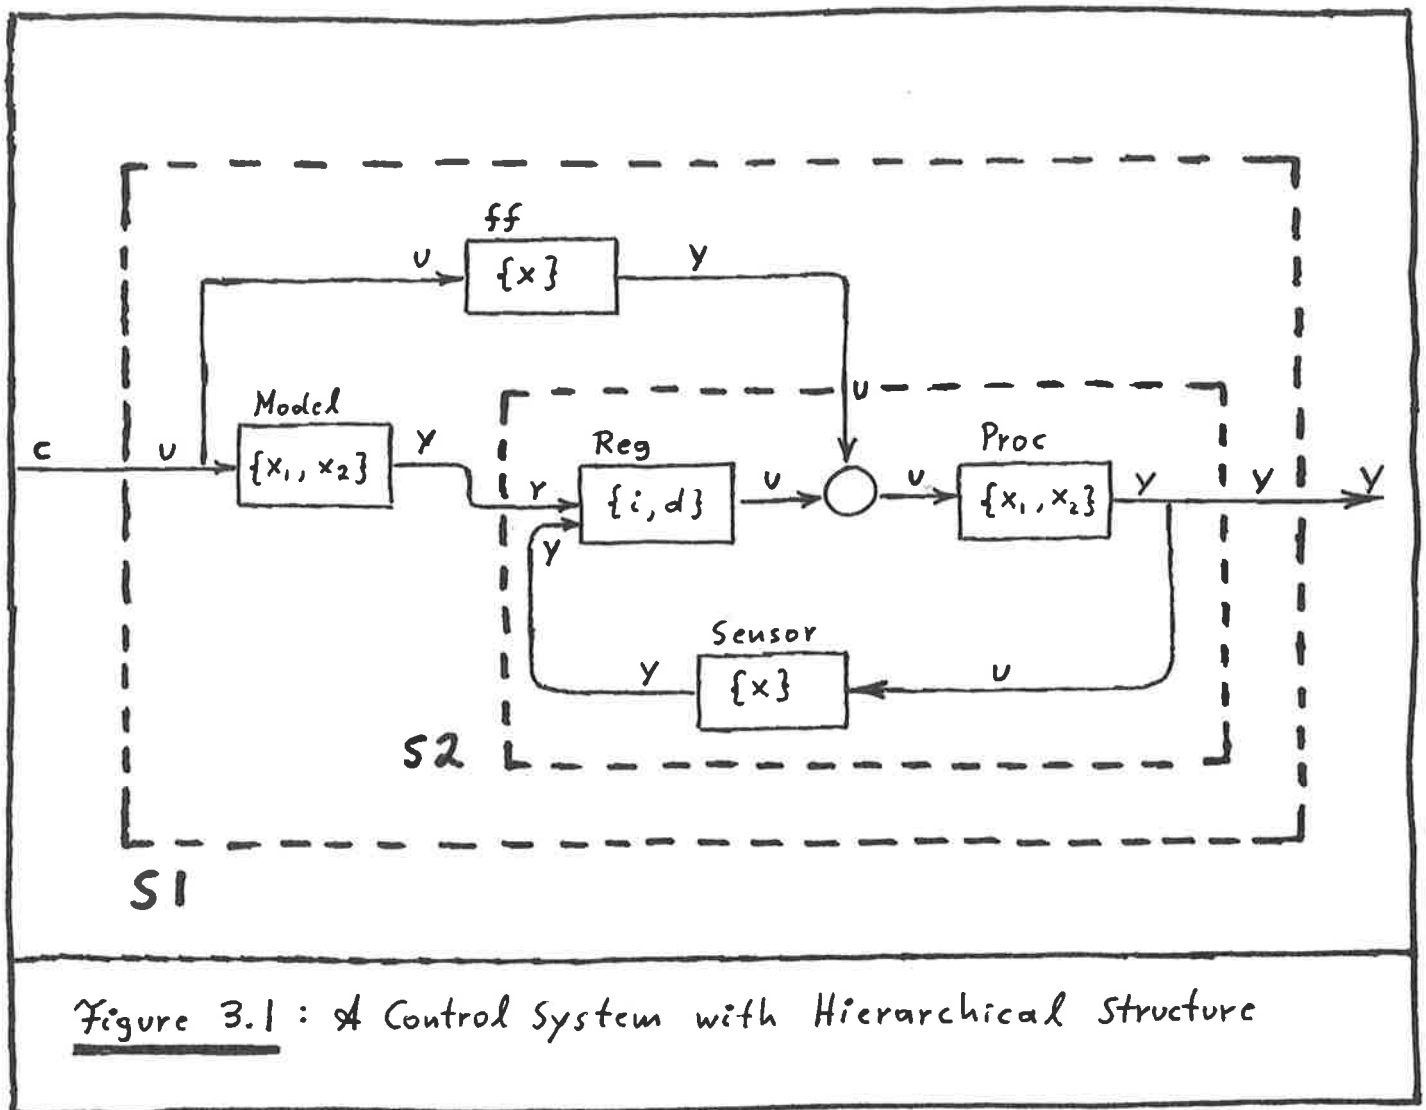 ff
u {x} y
u
Model
c u {x₁, x₂} y
Reg
r {i, d} u
y
Proc
u {x₁, x₂} y y y
Sensor
y {x} u
S2
S1
Figure 3.1 : A Control System with Hierarchical Structure